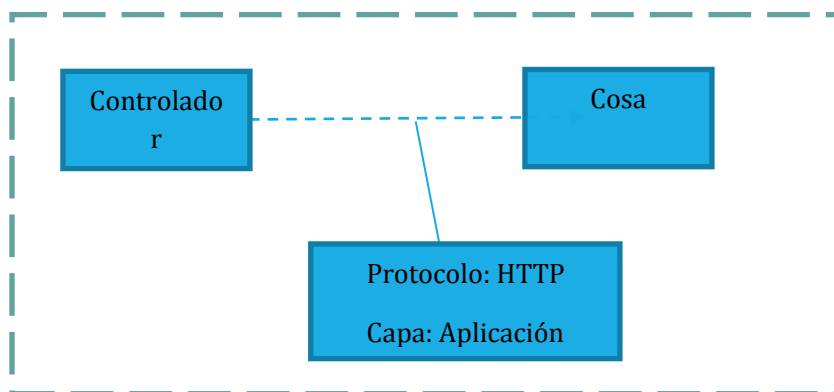 Controlado
r
Cosa
Protocolo: HTTP
Capa: Aplicación